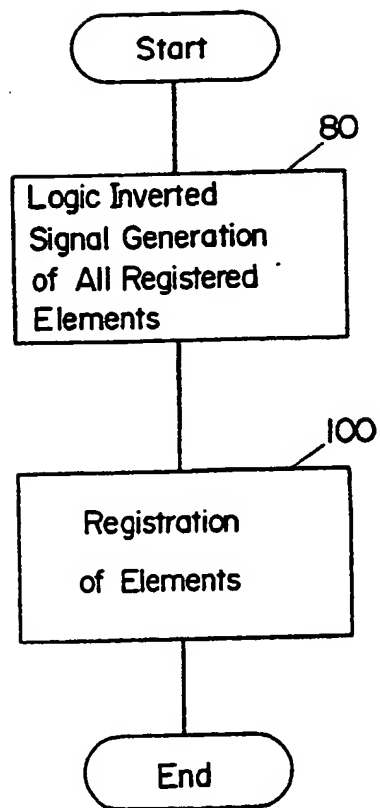 Start
80
Logic Inverted
Signal Generation
of All Registered
Elements
100
Registration
of Elements
End